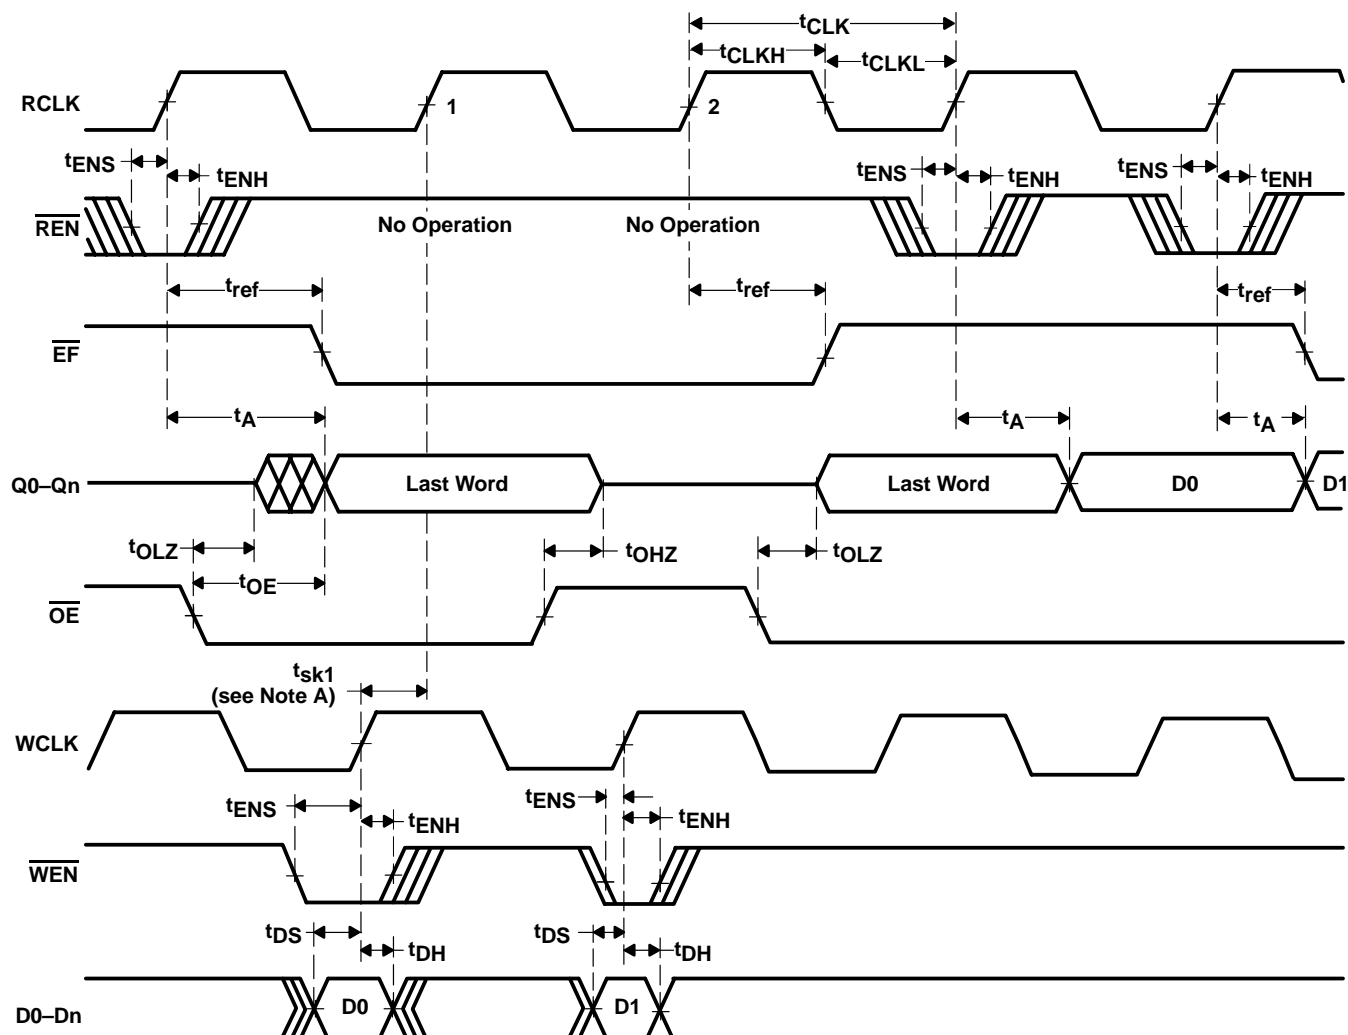 tCLK
tCLKH
tCLKL
RCLK
1
2
tENS
tENH
tENS
tENH
tENS
tENH
REN
No Operation
No Operation
tref
tref
tref
EF
tA
tA
tA
Q0–Qn
Last Word
Last Word
D0
D1
tOLZ
tOHZ
tOLZ
tOE
OE
tsk1
(see Note A)
WCLK
tENS
tENH
tENS
tENH
WEN
tDS
tDH
tDS
tDH
D0–Dn
D0
D1